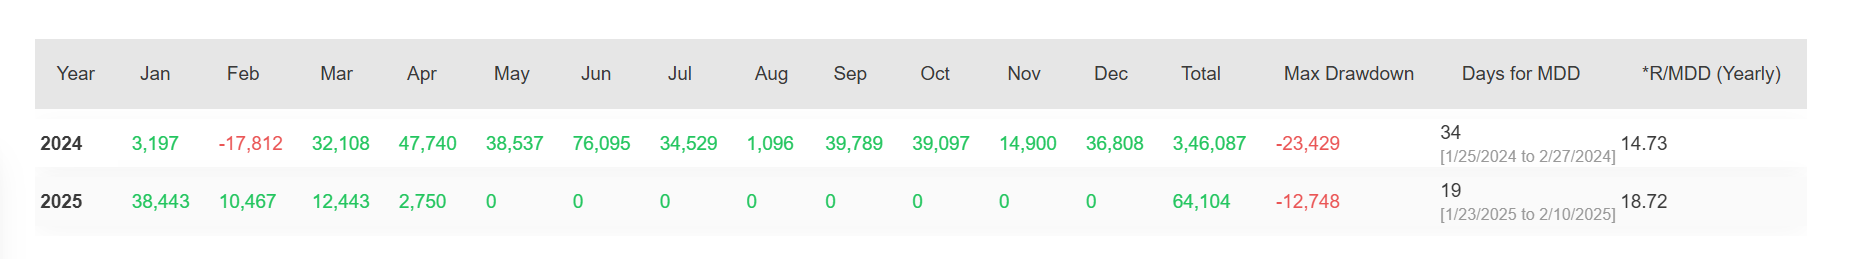 Year Jan Feb Mar Apr May Jun Jul Aug Sep Oct Nov Dec Total Max Drawdown Days for MDD *R/MDD (Yearly)
2024 3,197 -17,812 32,108 47,740 38,537 76,095 34,529 1,096 39,789 39,097 14,900 36,808 3,46,087 -23,429 34 14.73
[1/25/2024 to 2/27/2024]
2025 38,443 10,467 12,443 2,750 0 0 0 0 0 0 0 0 64,104 -12,748 19 18.72
[1/23/2025 to 2/10/2025]